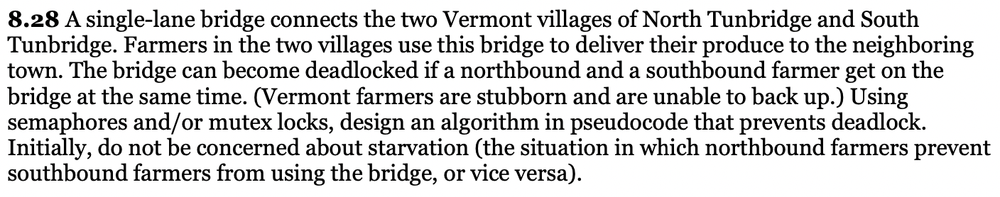 8.28 A single-lane bridge connects the two Vermont villages of North Tunbridge and South
Tunbridge. Farmers in the two villages use this bridge to deliver their produce to the neighboring
town. The bridge can become deadlocked if a northbound and a southbound farmer get on the
bridge at the same time. (Vermont farmers are stubborn and are unable to back up.) Using
semaphores and/or mutex locks, design an algorithm in pseudocode that prevents deadlock.
Initially, do not be concerned about starvation (the situation in which northbound farmers prevent
southbound farmers from using the bridge, or vice versa).